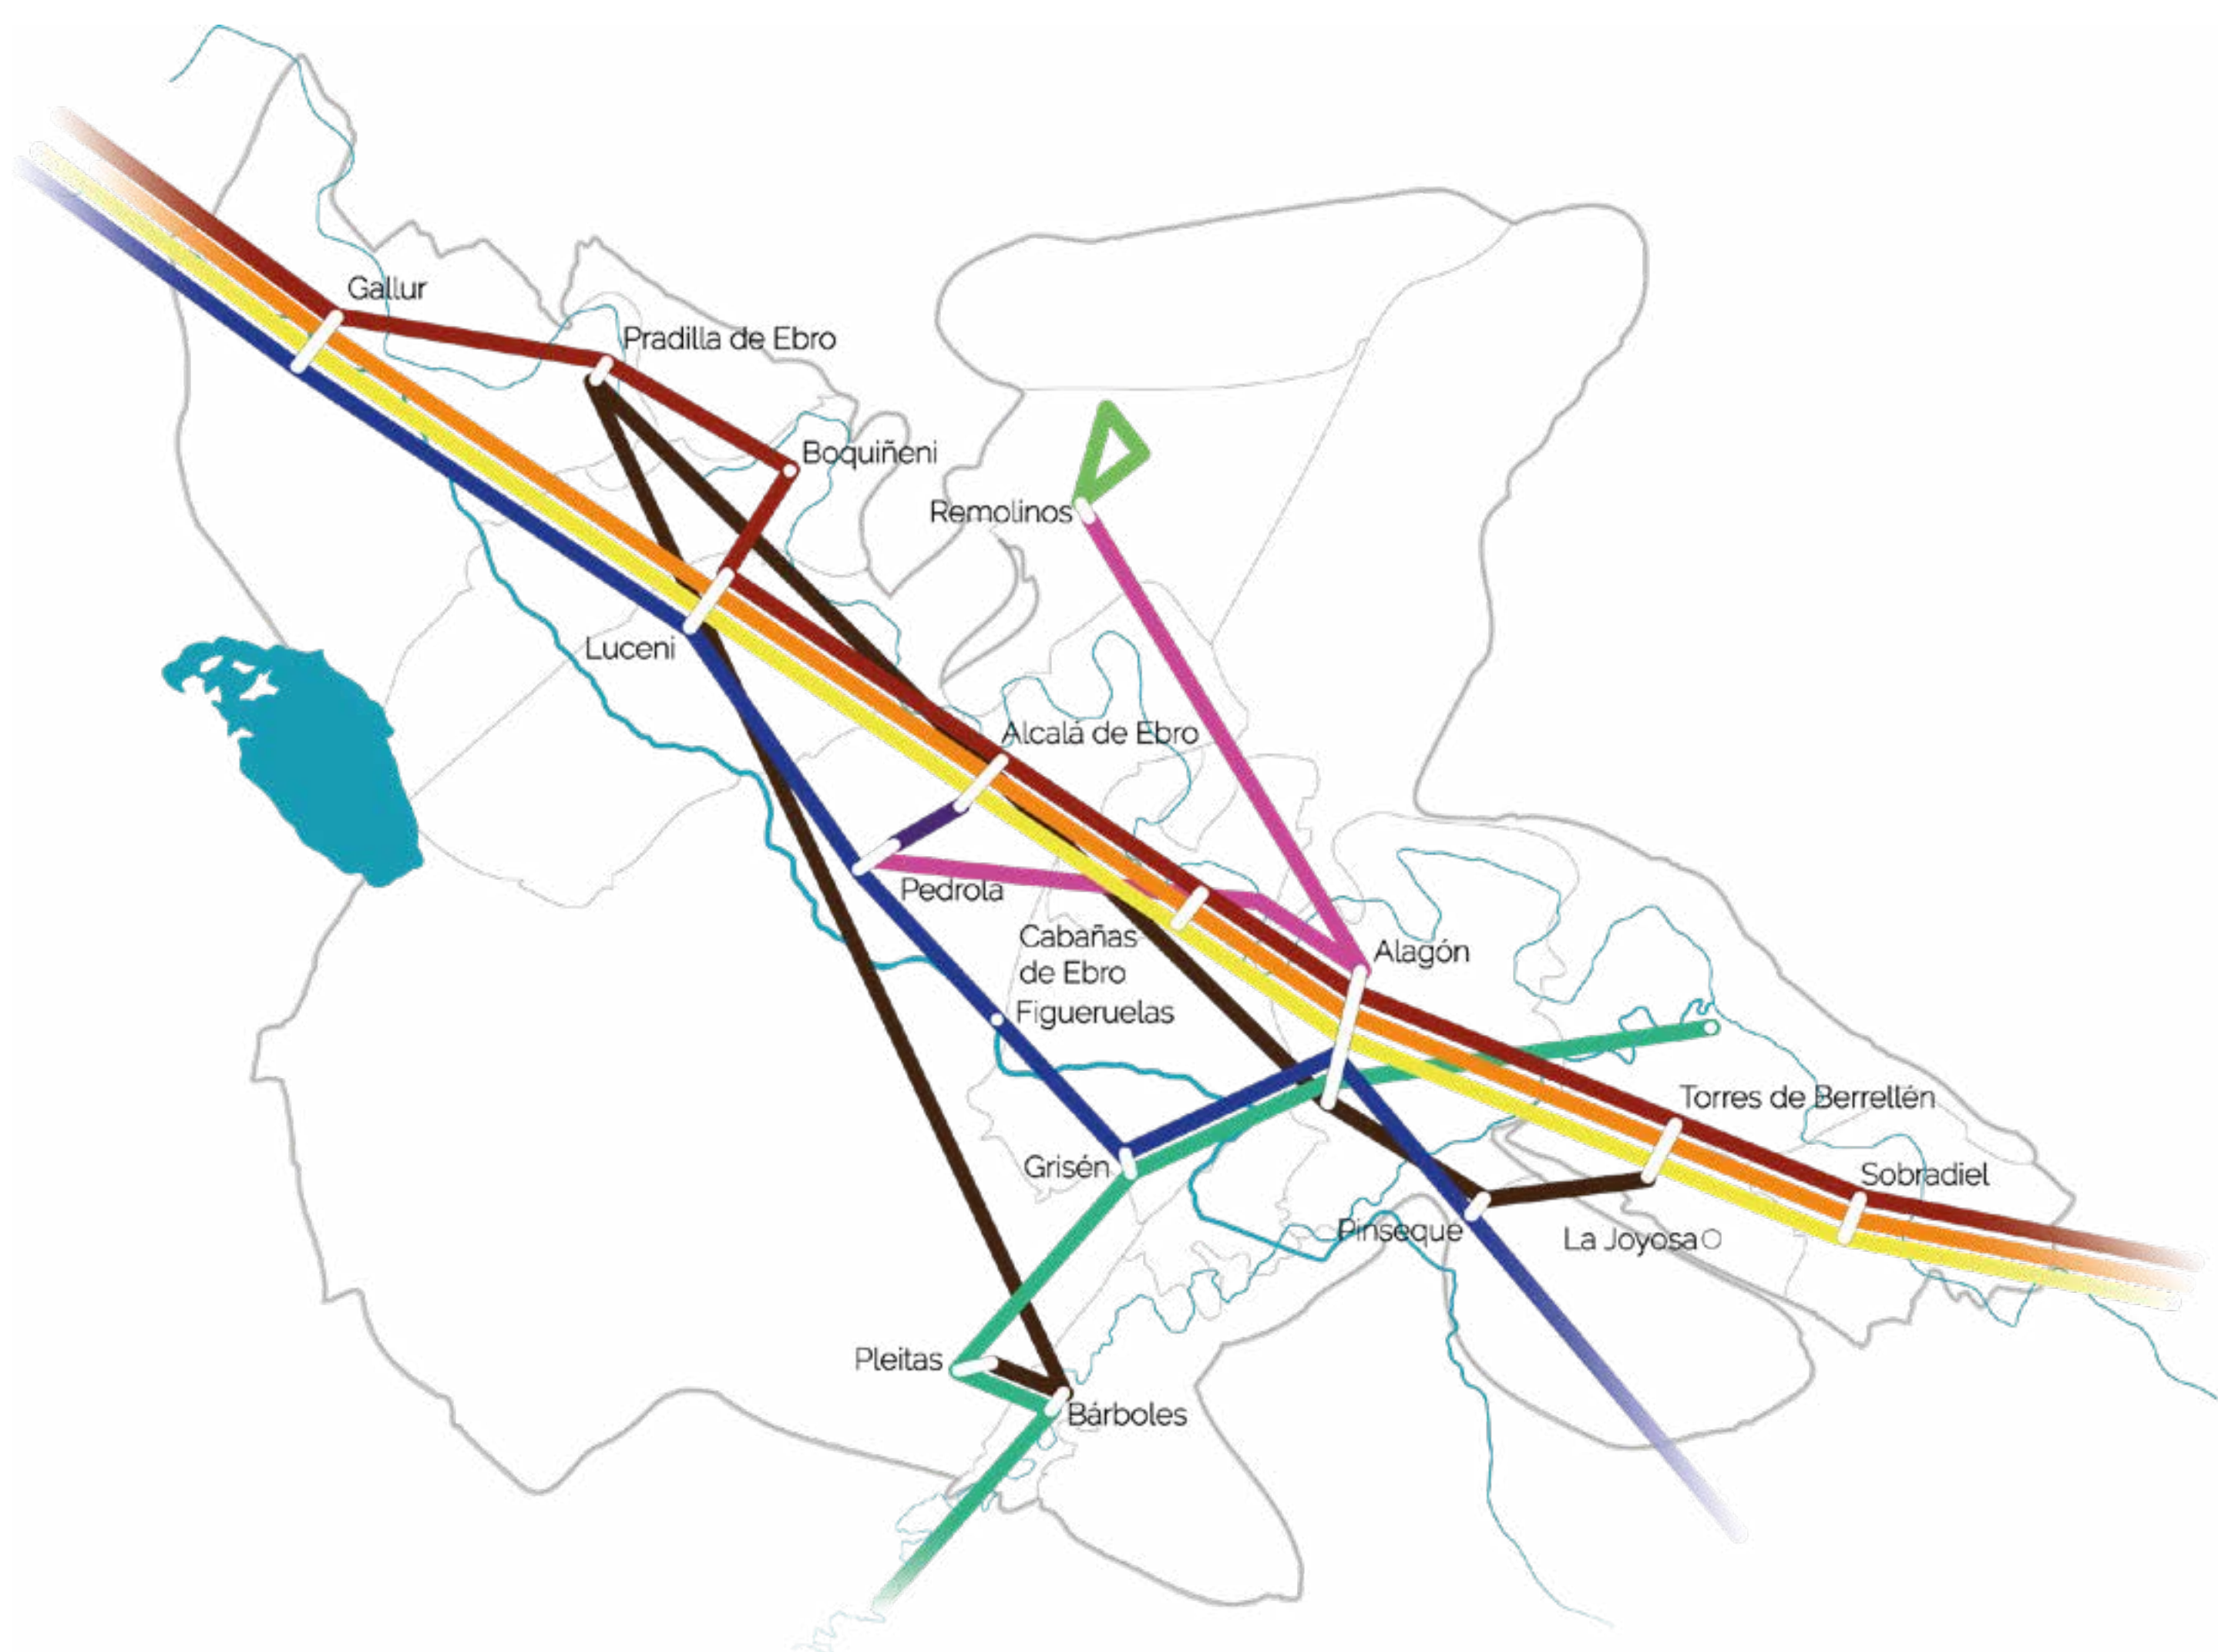 Gallur
Pradilla de Ebro
Boquiñeni
Remolinos
Luceni
Alcalá de Ebro
Pedrola
Cabañas
de Ebro
Alagón
Figueruelas
Torres de Berrellén
Grisén
Sobradiel
Pinseque
La Joyosa
Pleitas
Bárboles